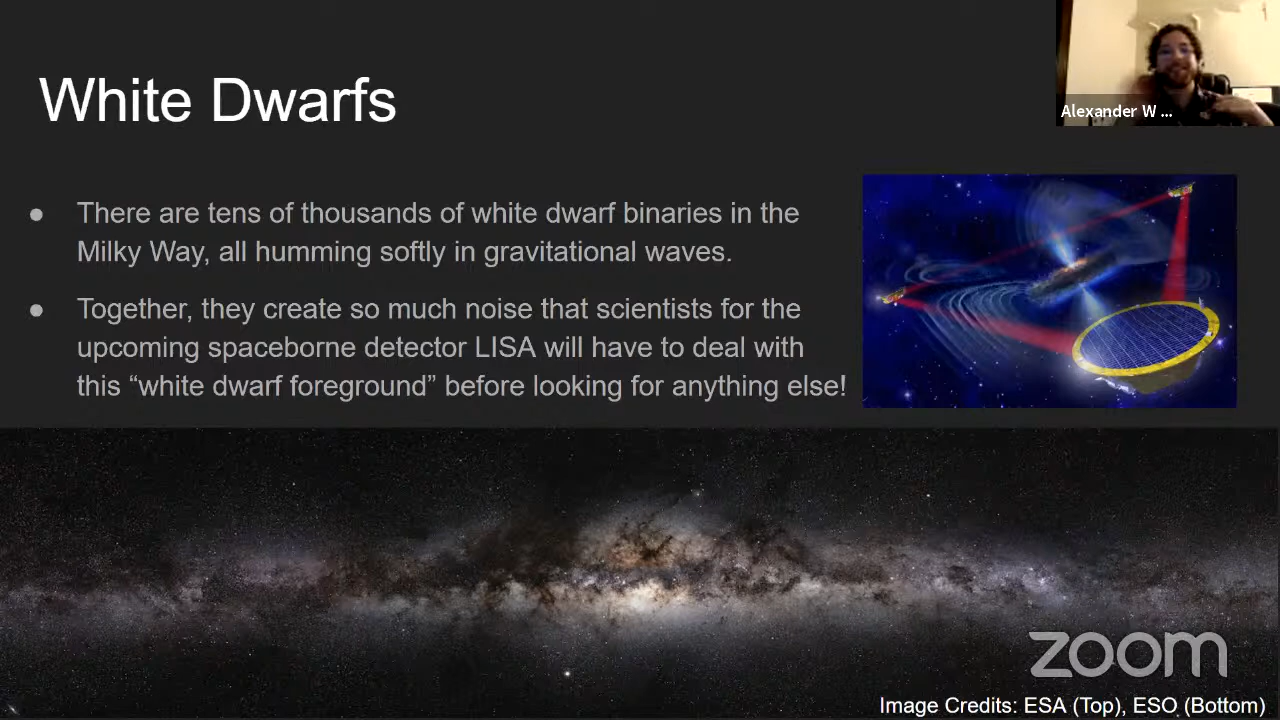 White Dwarfs
Alexander W ...
● There are tens of thousands of white dwarf binaries in the
Milky Way, all humming softly in gravitational waves.
● Together, they create so much noise that scientists for the
upcoming spaceborne detector LISA will have to deal with
this “white dwarf foreground” before looking for anything else!
zoom
Image Credits: ESA (Top), ESO (Bottom)